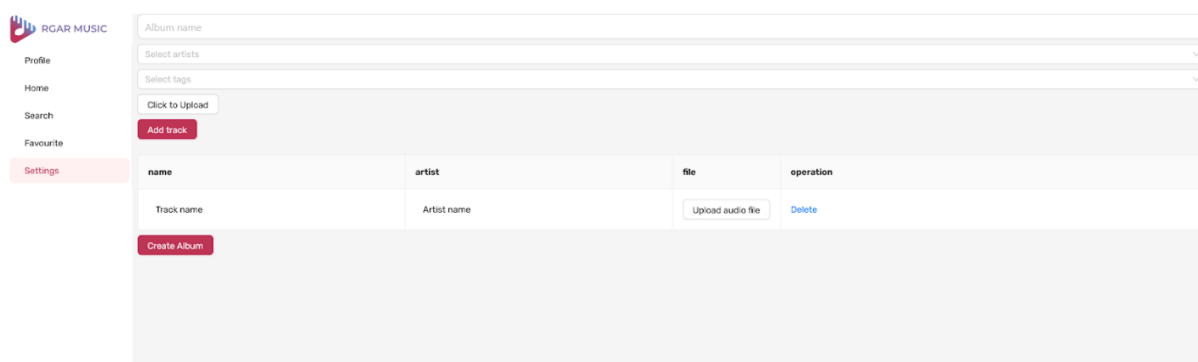 RGAR MUSIC
Profile
Home
Search
Favourite
Settings
Album name
Select artists
Select tags
Click to Upload
Add track
name artist file operation
Track name Artist name Upload audio file Delete
Create Album